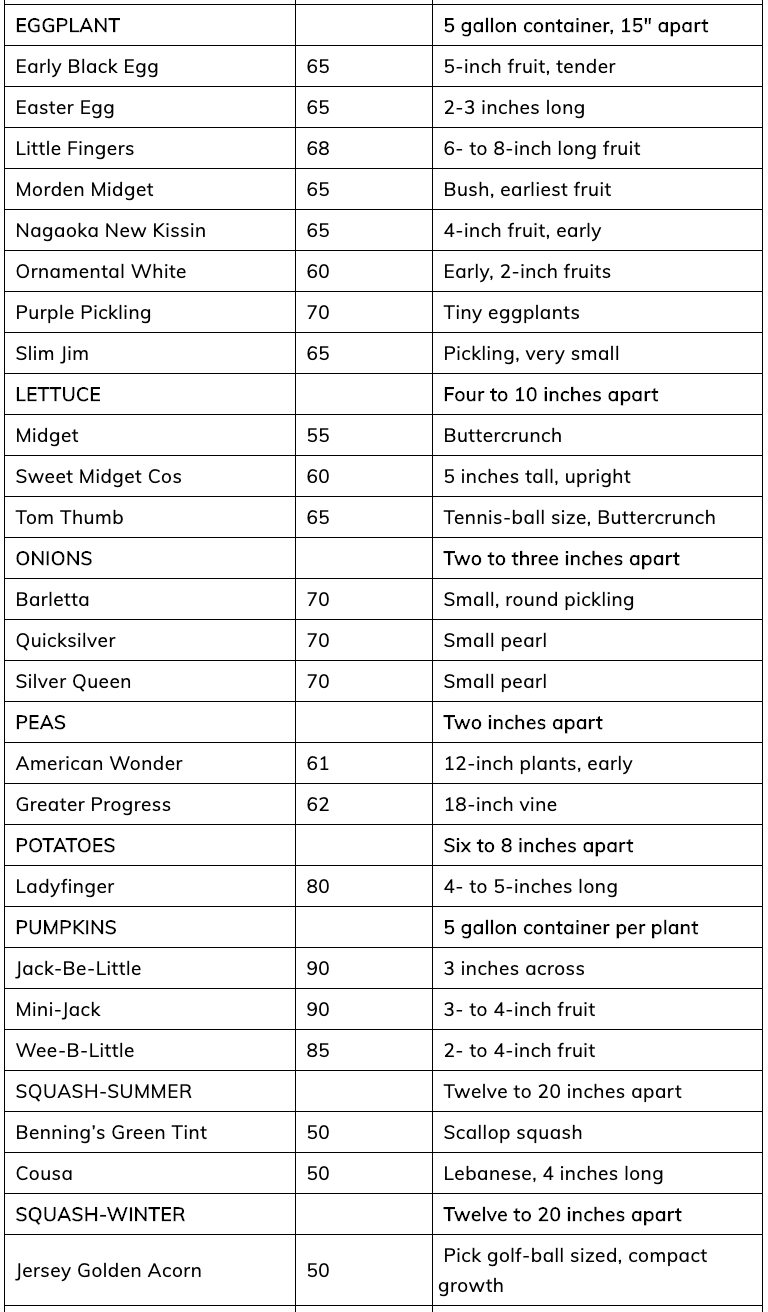 EGGPLANT 5 gallon container, 15" apart
Early Black Egg 65 5-inch fruit, tender
Easter Egg 65 2-3 inches long
Little Fingers 68 6- to 8-inch long fruit
Morden Midget 65 Bush, earliest fruit
Nagaoka New Kissin 65 4-inch fruit, early
Ornamental White 60 Early, 2-inch fruits
Purple Pickling 70 Tiny eggplants
Slim Jim 65 Pickling, very small
LETTUCE Four to 10 inches apart
Midget 55 Buttercrunch
Sweet Midget Cos 60 5 inches tall, upright
Tom Thumb 65 Tennis-ball size, Buttercrunch
ONIONS Two to three inches apart
Barletta 70 Small, round pickling
Quicksilver 70 Small pearl
Silver Queen 70 Small pearl
PEAS Two inches apart
American Wonder 61 12-inch plants, early
Greater Progress 62 18-inch vine
POTATOES Six to 8 inches apart
Ladyfinger 80 4- to 5-inches long
PUMPKINS 5 gallon container per plant
Jack-Be-Little 90 3 inches across
Mini-Jack 90 3- to 4-inch fruit
Wee-B-Little 85 2- to 4-inch fruit
SQUASH-SUMMER Twelve to 20 inches apart
Benning’s Green Tint 50 Scallop squash
Cousa 50 Lebanese, 4 inches long
SQUASH-WINTER Twelve to 20 inches apart
Jersey Golden Acorn 50 Pick golf-ball sized, compact
growth